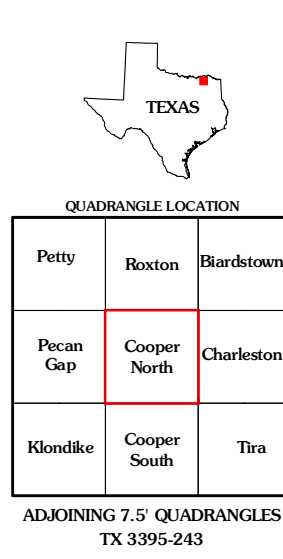 TEXAS
QUADRANGLE LOCATION
Petty
Roxton
Biardstown
Pecan
Gap
Cooper
North
Charleston
Klondike
Cooper
South
Tira
ADJOINING 7.5' QUADRANGLES
TX 3395-243